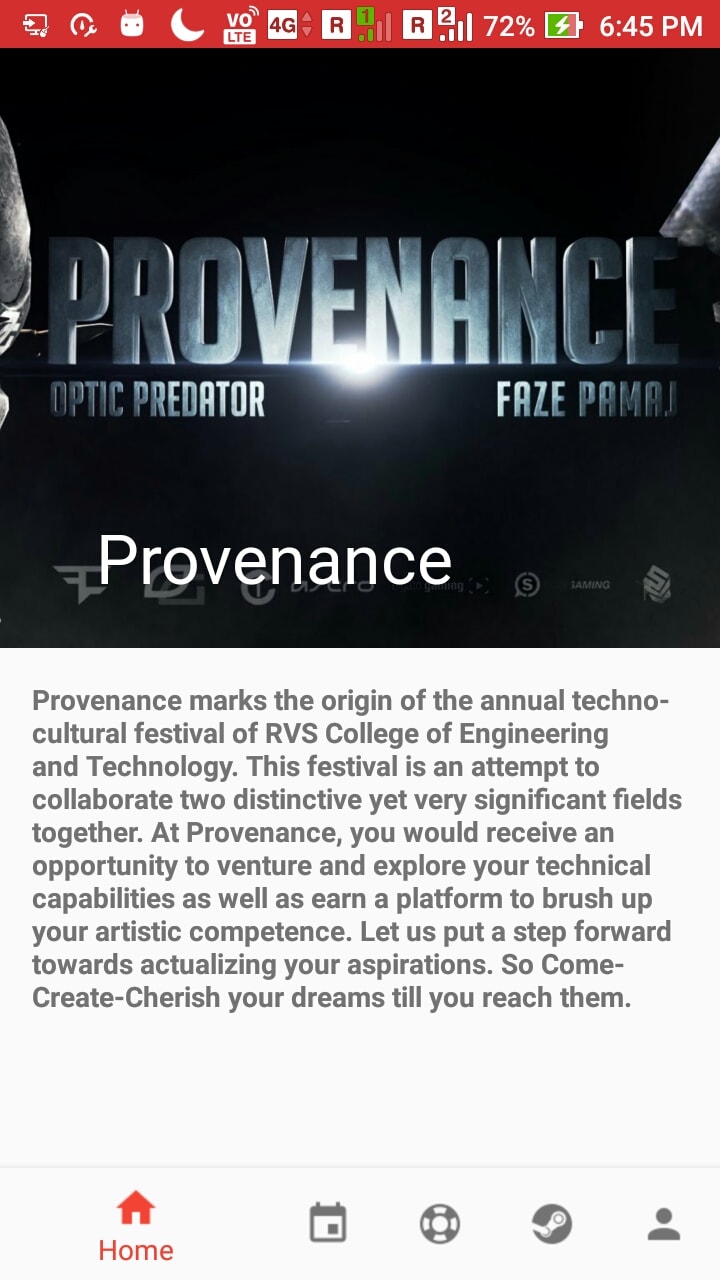 VO LTE 4G R 1 R 2 72% 6:45 PM
PROVENANCE
OPTIC PREDATOR FAZE PAMAJ
Provenance
GAMING
Provenance marks the origin of the annual techno-
cultural festival of RVS College of Engineering
and Technology. This festival is an attempt to
collaborate two distinctive yet very significant fields
together. At Provenance, you would receive an
opportunity to venture and explore your technical
capabilities as well as earn a platform to brush up
your artistic competence. Let us put a step forward
towards actualizing your aspirations. So Come-
Create-Cherish your dreams till you reach them.
Home